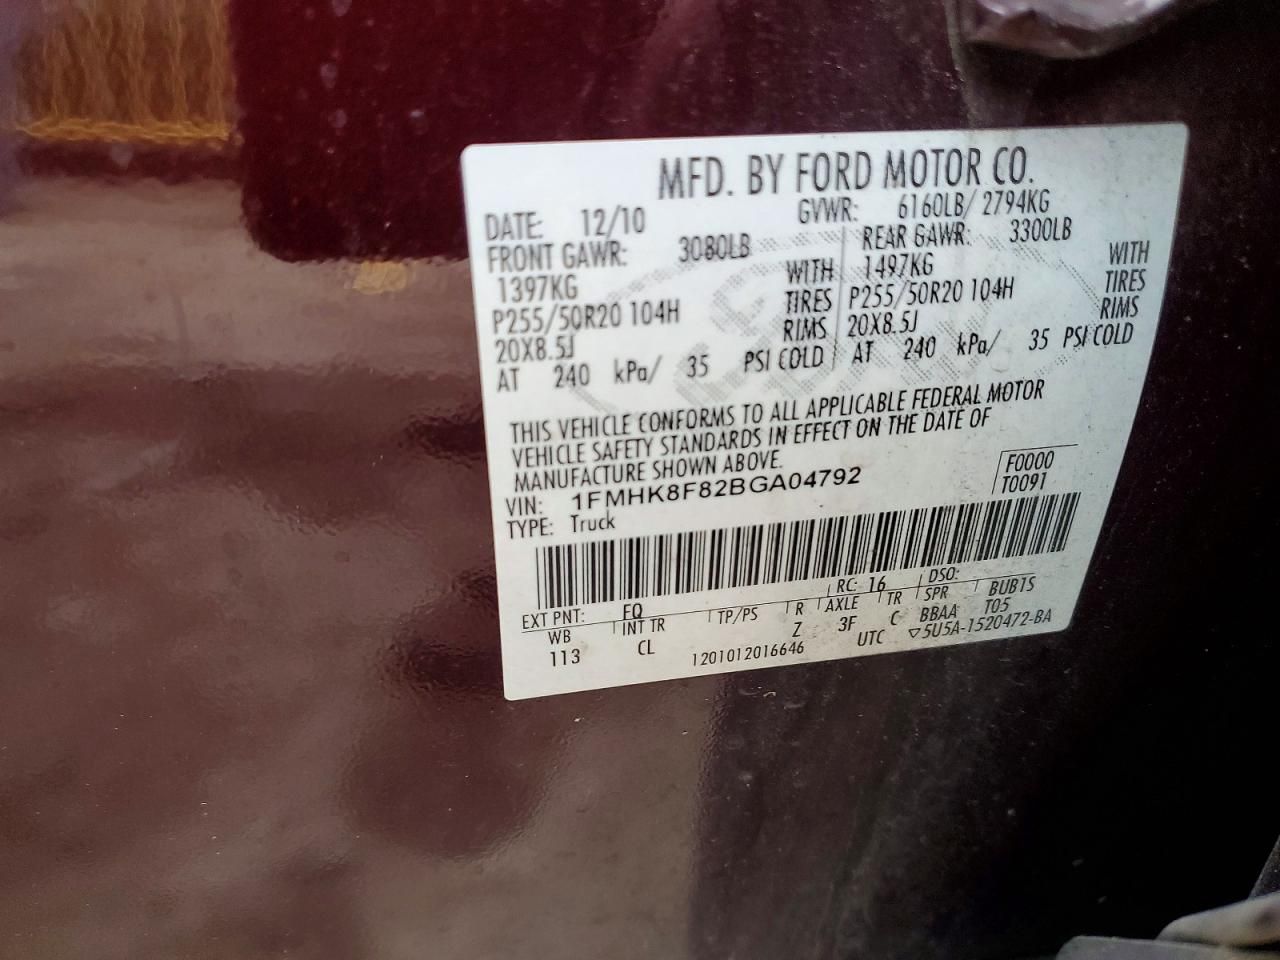 MFD. BY FORD MOTOR CO.
DATE: 12/10 GVWR: 6160LB/ 2794KG
FRONT GAWR: 3080LB REAR GAWR: 3300LB
1397KG WITH 1497KG WITH
P255/50R20 104H TIRES P255/50R20 104H TIRES
20X8.5J RIMS 20X8.5J RIMS
AT 240 kPa/ 35 PSI COLD AT 240 kPa/ 35 PSI COLD
THIS VEHICLE CONFORMS TO ALL APPLICABLE FEDERAL MOTOR
VEHICLE SAFETY STANDARDS IN EFFECT ON THE DATE OF
MANUFACTURE SHOWN ABOVE.
VIN: 1FMHK8F82BGA04792 F0000
TYPE: Truck T0091
EXT PNT: FQ RC: 16 DSO:
WB INT TR TP/PS R AXLE TR SPR BUB1S
113 CL Z 3F C BBAA T05
1201012016646 UTC ▽5U5A-1520472-BA